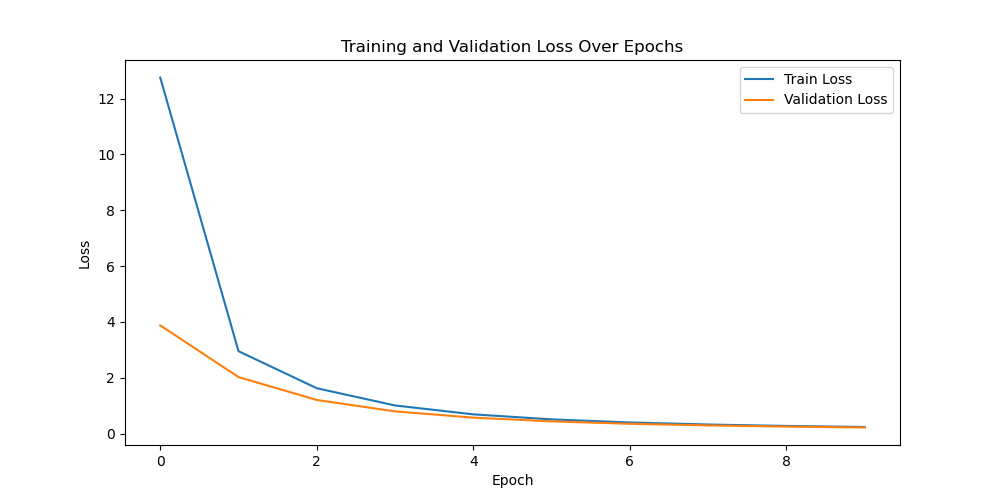 Training and Validation Loss Over Epochs
Train Loss
Validation Loss
12
10
8
6
4
2
0
Loss
0 2 4 6 8
Epoch